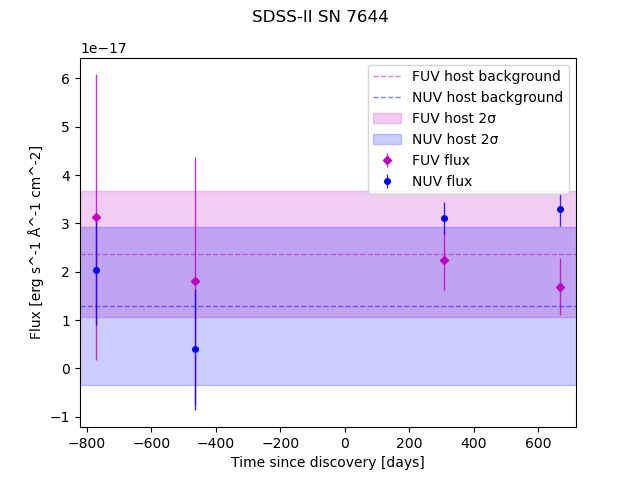 SDSS-II SN 7644
1e−17
FUV host background
NUV host background
FUV host 2σ
NUV host 2σ
FUV flux
NUV flux
6
5
4
3
2
1
0
−1
Flux [erg s^-1 Å^-1 cm^-2]
−800 −600 −400 −200 0 200 400 600
Time since discovery [days]